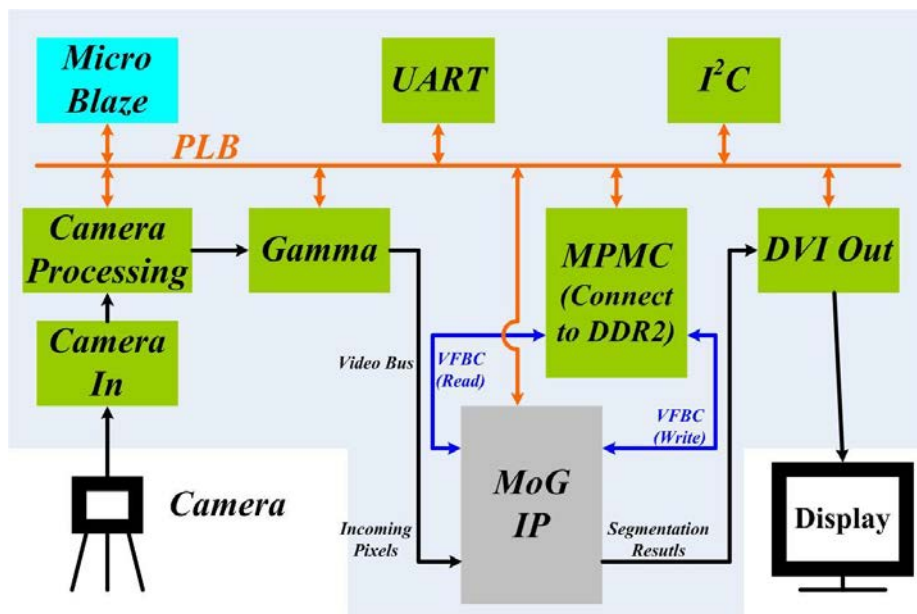 Micro
Blaze
UART
I²C
PLB
Camera
Processing
Gamma
MPMC
(Connect
to DDR2)
DVI Out
Camera
In
Video Bus
VFBC
(Read)
VFBC
(Write)
MoG
IP
Camera
Incoming
Pixels
Segmentation
Resutls
Display